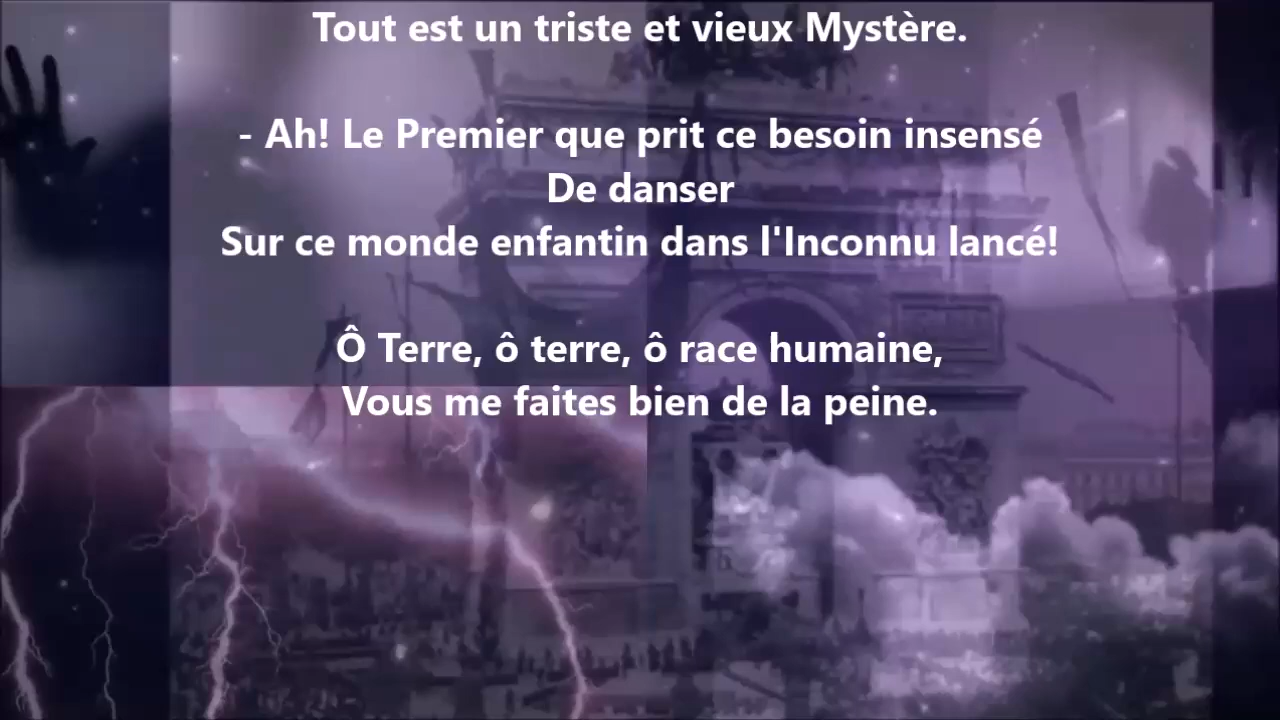 Tout est un triste et vieux Mystère.
- Ah! Le Premier que prit ce besoin insensé
De danser
Sur ce monde enfantin dans l'Inconnu lancé!
Ô Terre, ô terre, ô race humaine,
Vous me faites bien de la peine.